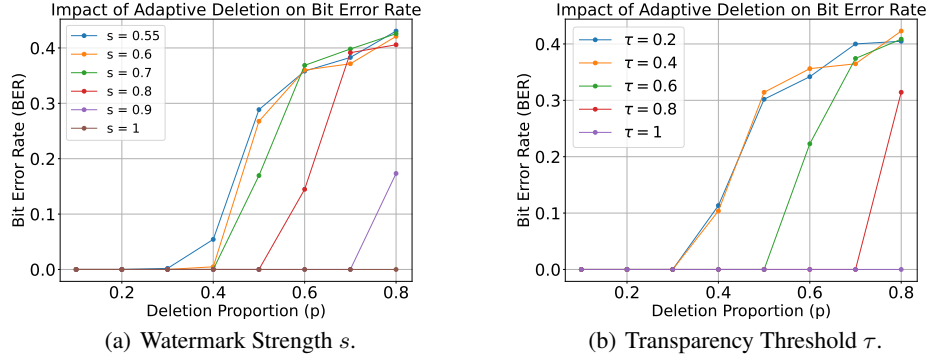 Impact of Adaptive Deletion on Bit Error Rate
Bit Error Rate (BER)
0.4
0.3
0.2
0.1
0.0
s = 0.55
s = 0.6
s = 0.7
s = 0.8
s = 0.9
s = 1
0.2
0.4
0.6
0.8
Deletion Proportion (p)
(a) Watermark Strength s.
Impact of Adaptive Deletion on Bit Error Rate
Bit Error Rate (BER)
0.4
0.3
0.2
0.1
0.0
τ = 0.2
τ = 0.4
τ = 0.6
τ = 0.8
τ = 1
0.2
0.4
0.6
0.8
Deletion Proportion (p)
(b) Transparency Threshold τ.